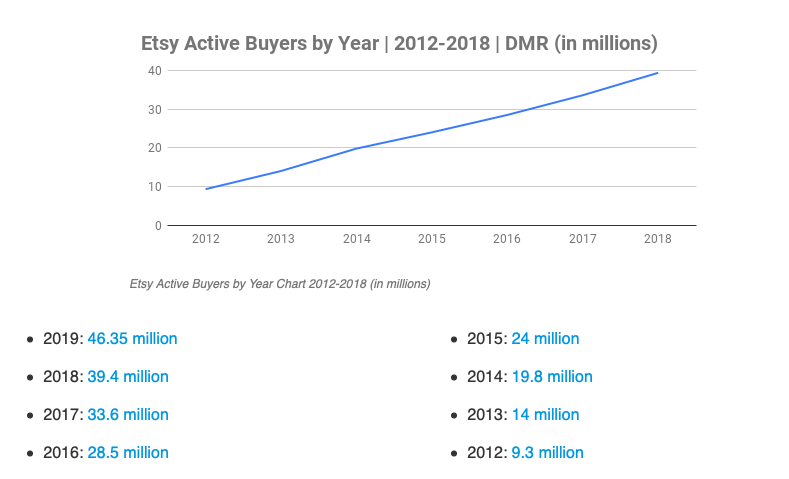 Etsy Active Buyers by Year | 2012-2018 | DMR (in millions)
40
30
20
10
0
2012 2013 2014 2015 2016 2017 2018
Etsy Active Buyers by Year Chart 2012-2018 (in millions)
2019: 46.35 million
2018: 39.4 million
2017: 33.6 million
2016: 28.5 million
2015: 24 million
2014: 19.8 million
2013: 14 million
2012: 9.3 million